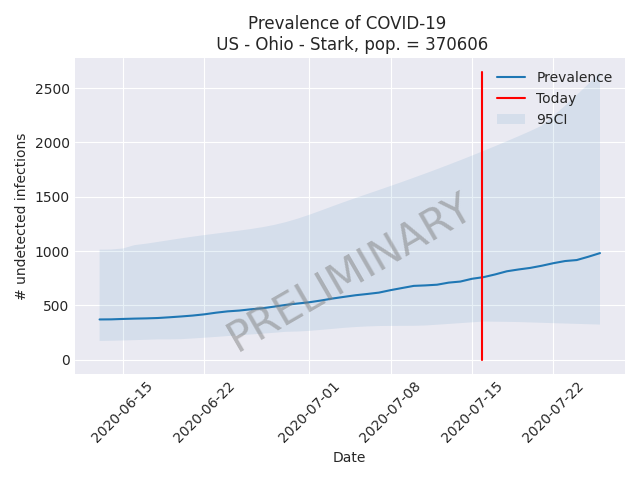 Prevalence of COVID-19
US - Ohio - Stark, pop. = 370606
Prevalence
Today
95CI
# undetected infections
2500
2000
1500
1000
500
0
PRELIMINARY
2020-06-15
2020-06-22
2020-07-01
2020-07-08
2020-07-15
2020-07-22
Date